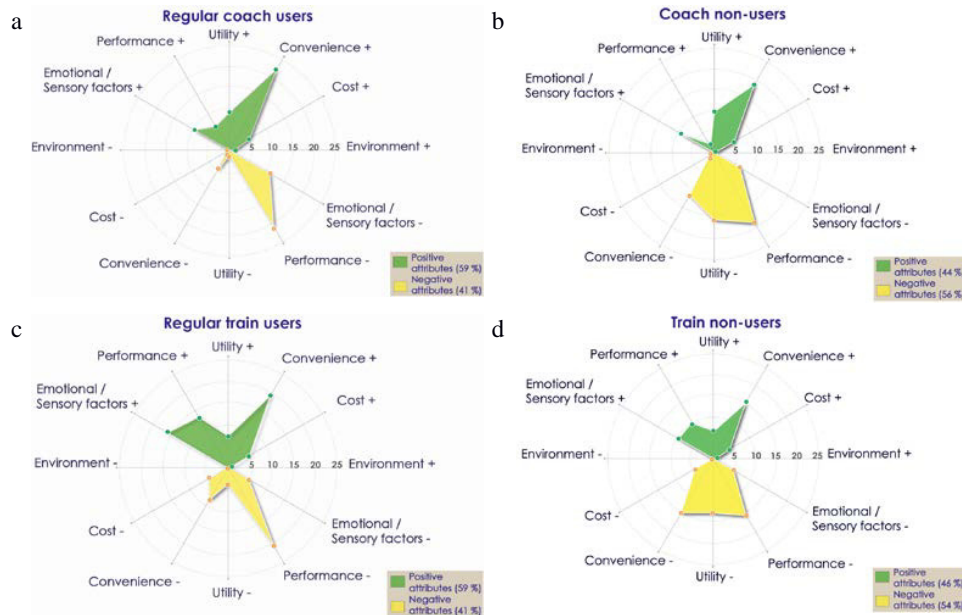 a
Regular coach users
Utility +
Performance +
Convenience +
Emotional /
Sensory factors +
Cost +
Environment -
5 10 15 20 25
Environment +
Cost -
Emotional /
Sensory factors -
Convenience -
Performance -
Utility -
Positive
attributes (59 %)
Negative
attributes (41 %)
b
Coach non-users
Utility +
Performance +
Convenience +
Emotional /
Sensory factors +
Cost +
Environment -
5 10 15 20 25
Environment +
Cost -
Emotional /
Sensory factors -
Convenience -
Performance -
Utility -
Positive
attributes (44 %
Negative
attributes (56 %
c
Regular train users
Utility +
Performance +
Convenience +
Emotional /
Sensory factors +
Cost +
Environment -
5 10 15 20 25
Environment +
Cost -
Emotional /
Sensory factors -
Convenience -
Performance -
Utility -
Positive
attributes (59 %)
Negative
attributes (41 %)
d
Train non-users
Utility +
Performance +
Convenience +
Emotional /
Sensory factors +
Cost +
Environment -
5 10 15 20 25
Environment +
Cost -
Emotional /
Sensory factors -
Convenience -
Performance -
Utility -
Positive
attributes (46 %)
Negative
attributes (54 %)